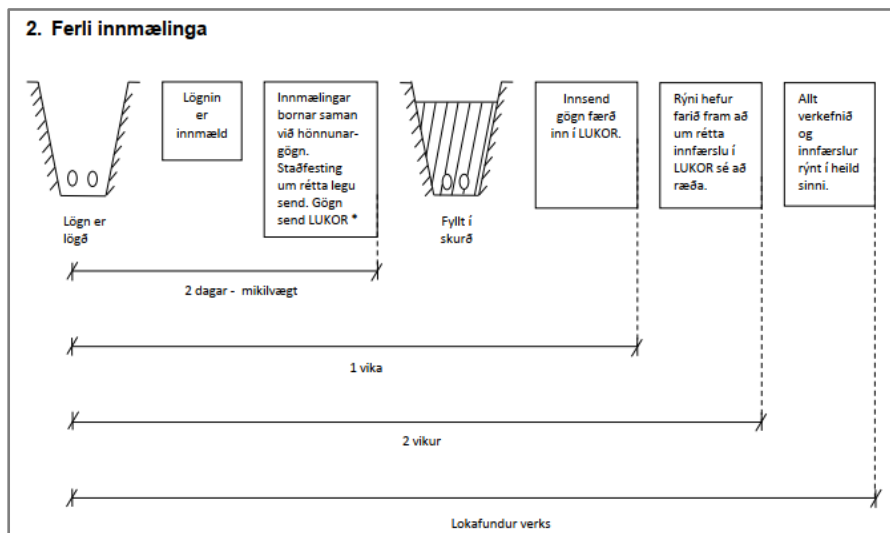 2. Ferli innmælinga
Lögn er
lögð
Lögnin
er
innmæld
Innmælingar
bornar saman
við hönnunar-
gögn.
Staðfesting
um rétta legu
send. Gögn
send LUKOR *
Fyllt í
skurð
Innsend
gögn færð
inn í LUKOR.
Rýni hefur
farið fram að
um rétta
innfærslu í
LUKOR sé að
ræða.
Allt
verkefnið
og
innfærslur
rýnt í heild
sinni.
2 dagar - mikilvægt
1 vika
2 vikur
Lokafundur verks